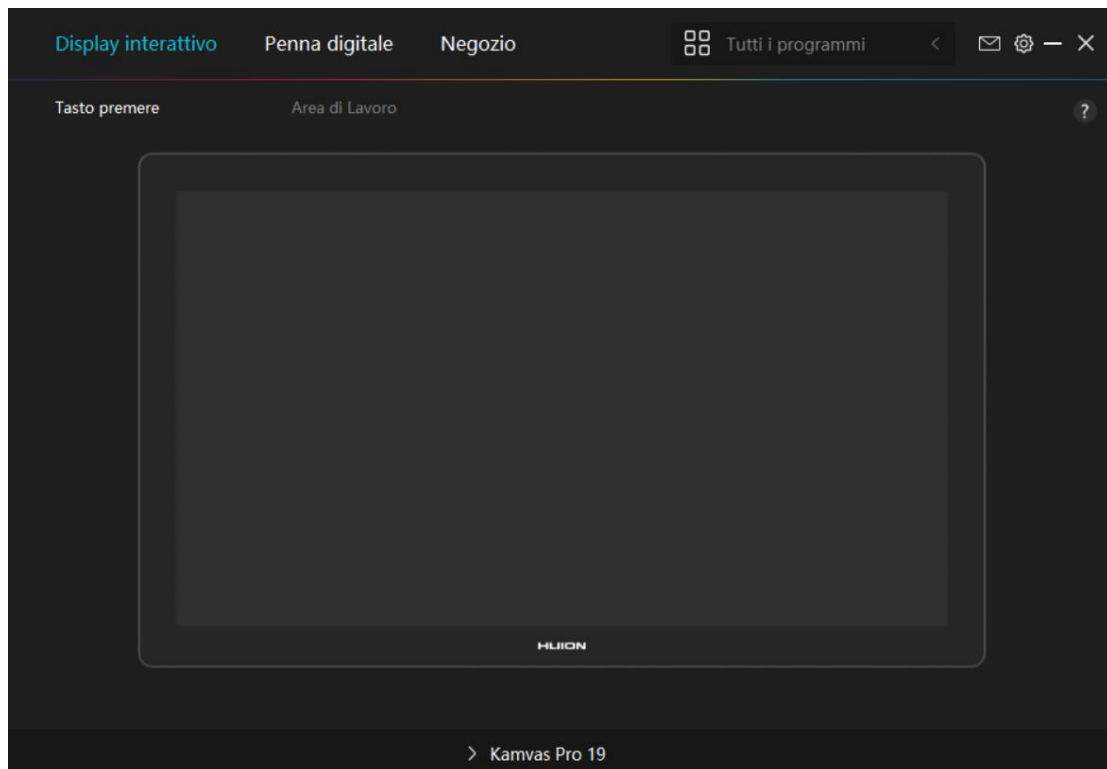 Display interattivo Penna digitale Negozio Tutti i programmi
Tasto premere Area di Lavoro ?
HUION
Kamvas Pro 19